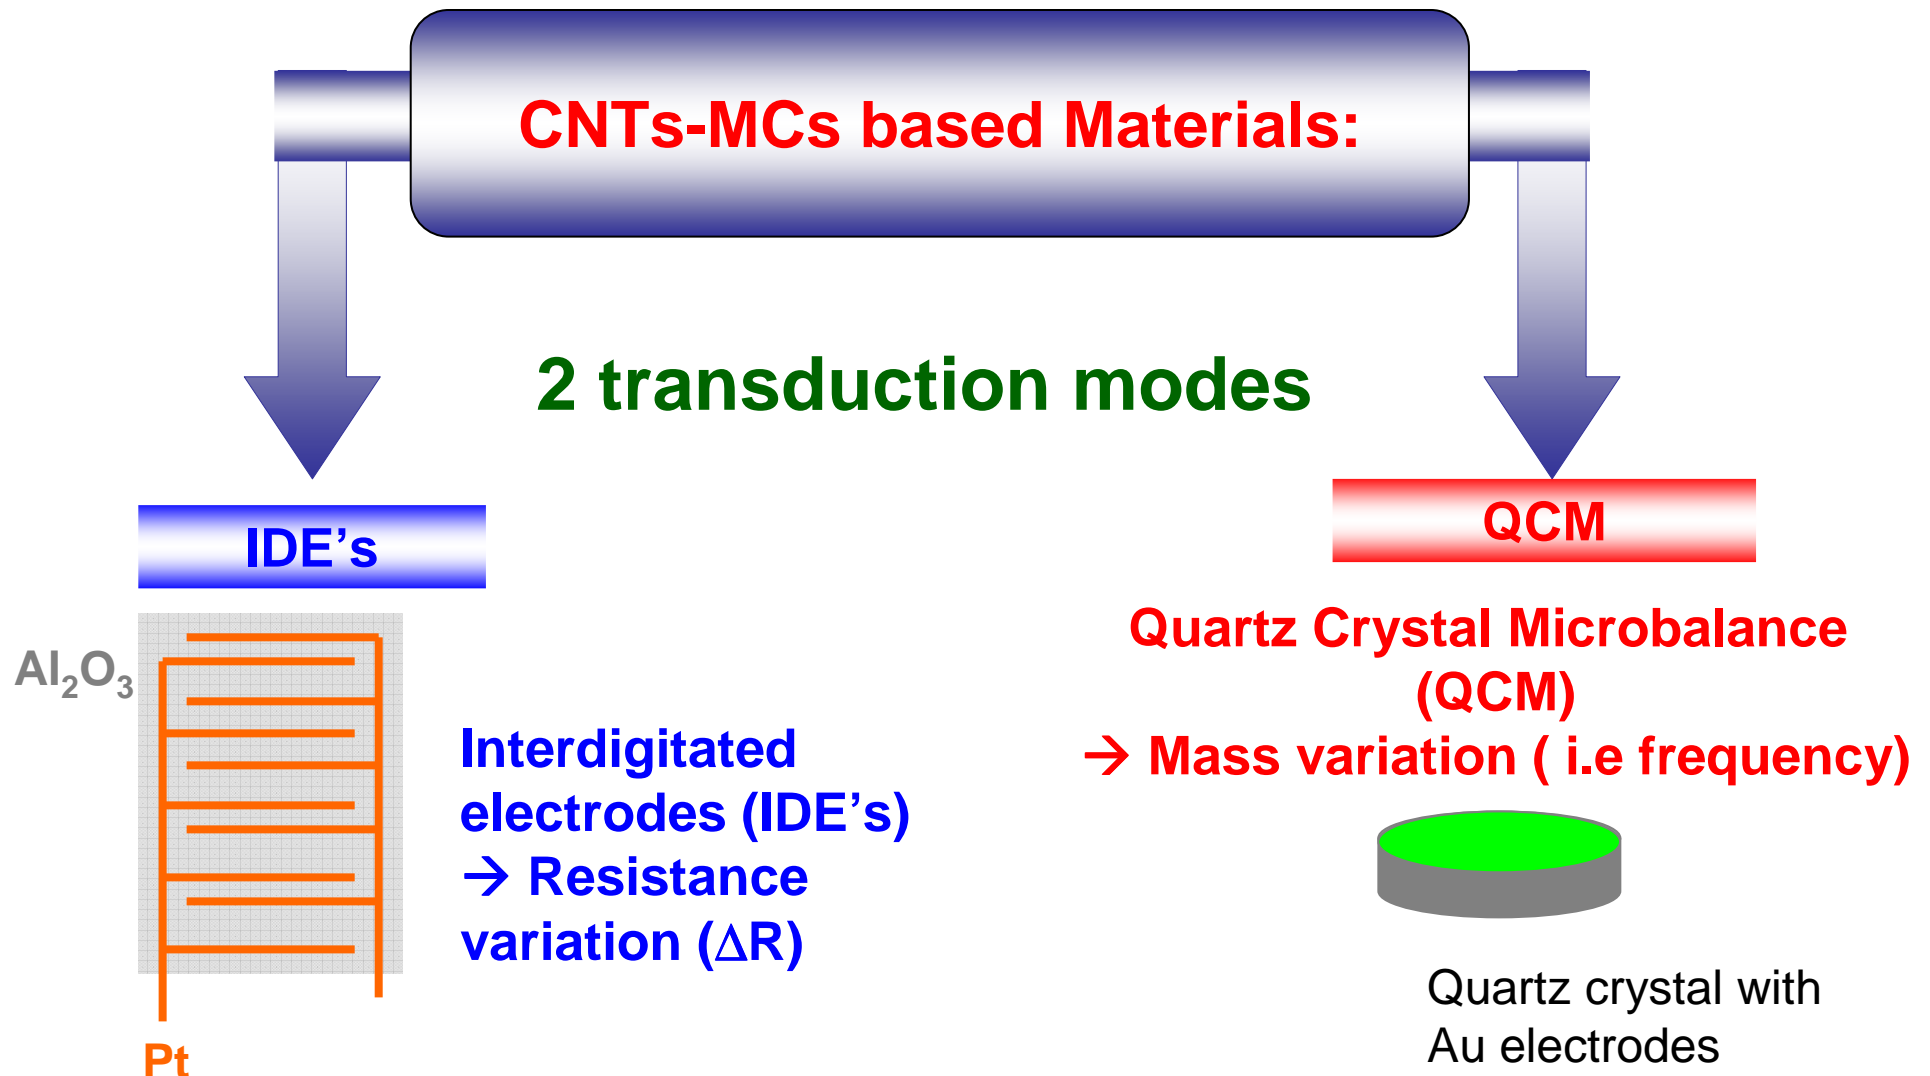 CNTs-MCs based Materials:
2 transduction modes
IDE’s
Al₂O₃
Pt
Interdigitated
electrodes (IDE’s)
→ Resistance
variation (ΔR)
QCM
Quartz Crystal Microbalance
(QCM)
→ Mass variation ( i.e frequency)
Quartz crystal with
Au electrodes